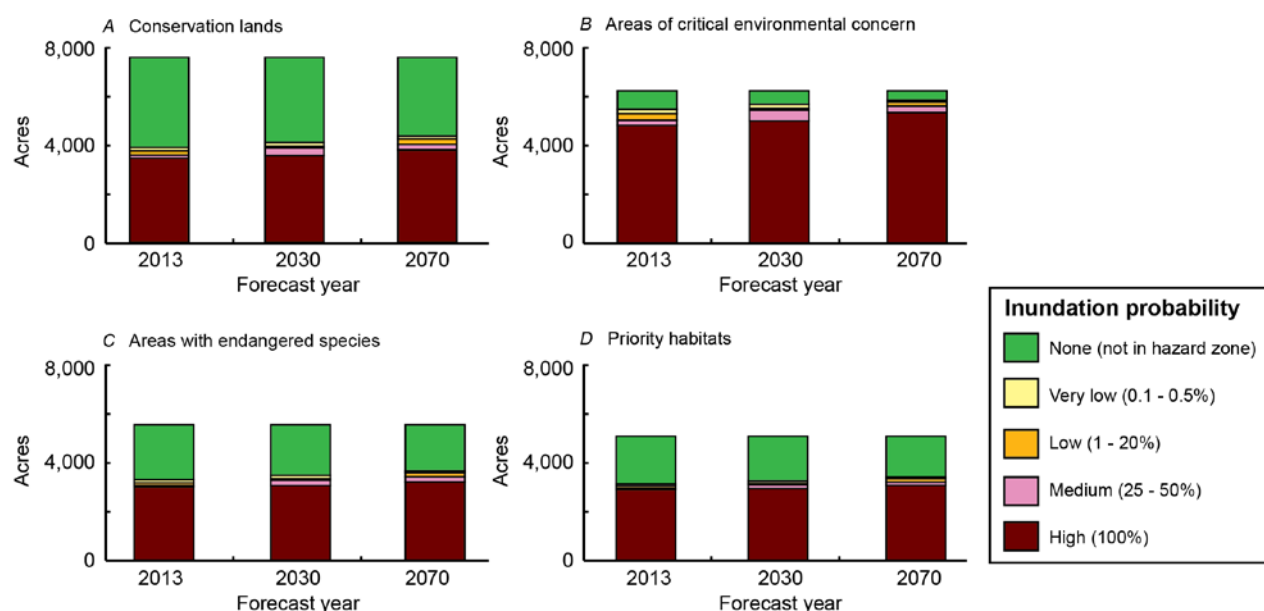 A Conservation lands
8,000
4,000
0
Acres
2013 2030 2070
Forecast year
B Areas of critical environmental concern
8,000
4,000
0
Acres
2013 2030 2070
Forecast year
C Areas with endangered species
8,000
4,000
0
Acres
2013 2030 2070
Forecast year
D Priority habitats
8,000
4,000
0
Acres
2013 2030 2070
Forecast year
Inundation probability
None (not in hazard zone)
Very low (0.1 - 0.5%)
Low (1 - 20%)
Medium (25 - 50%)
High (100%)